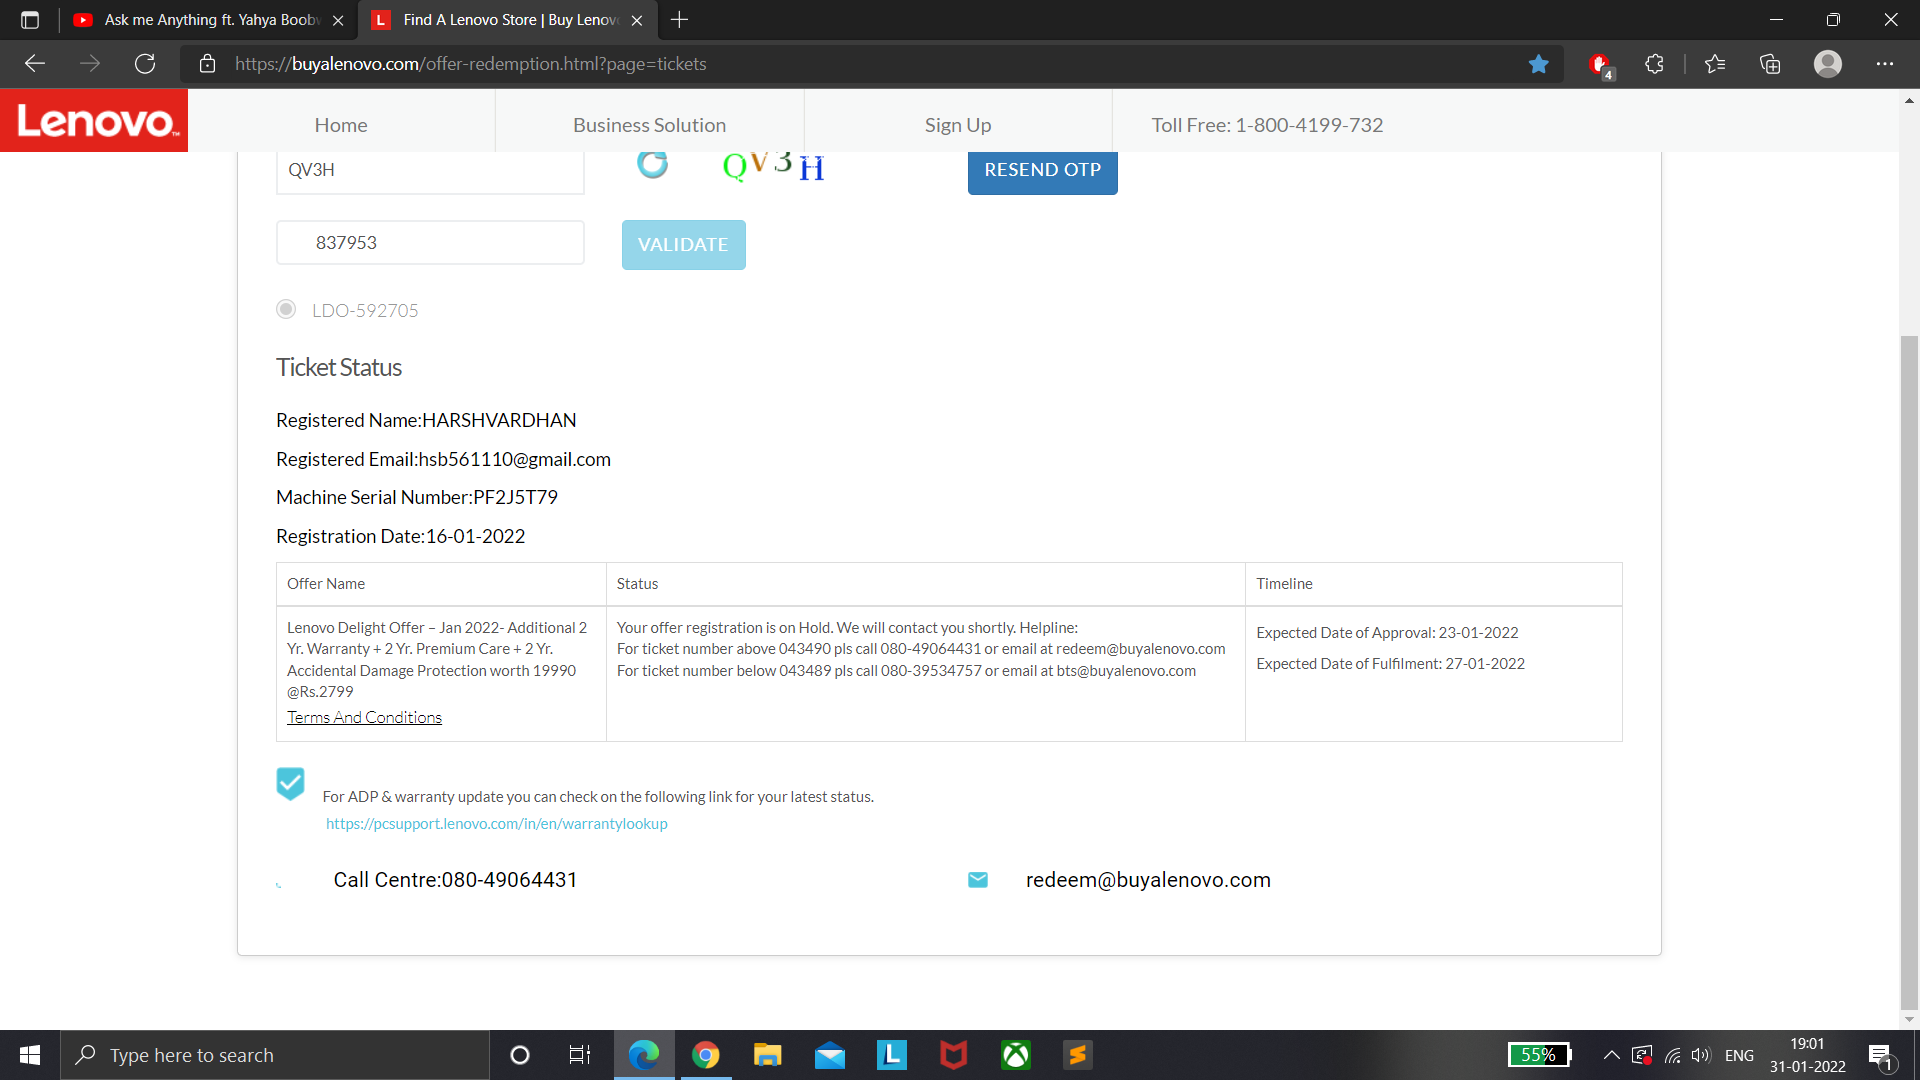 Ask me Anything ft. Yahya Boobw
Find A Lenovo Store | Buy Lenovo
https://buyalenovo.com/offer-redemption.html?page=tickets
4
Lenovo
Home
Business Solution
Sign Up
Toll Free: 1-800-4199-732
QV3H
QV3H
RESEND OTP
837953
VALIDATE
LDO-592705
Ticket Status
Registered Name:HARSHVARDHAN
Registered Email:hsb561110@gmail.com
Machine Serial Number:PF2J5T79
Registration Date:16-01-2022
Offer Name
Status
Timeline
Lenovo Delight Offer – Jan 2022- Additional 2
Yr. Warranty + 2 Yr. Premium Care + 2 Yr.
Accidental Damage Protection worth 19990
@Rs.2799
Terms And Conditions
Your offer registration is on Hold. We will contact you shortly. Helpline:
For ticket number above 043490 pls call 080-49064431 or email at redeem@buyalenovo.com
For ticket number below 043489 pls call 080-39534757 or email at bts@buyalenovo.com
Expected Date of Approval: 23-01-2022
Expected Date of Fulfilment: 27-01-2022
For ADP & warranty update you can check on the following link for your latest status.
https://pcsupport.lenovo.com/in/en/warrantylookup
Call Centre:080-49064431
redeem@buyalenovo.com
Type here to search
55%
ENG
19:01
31-01-2022
1